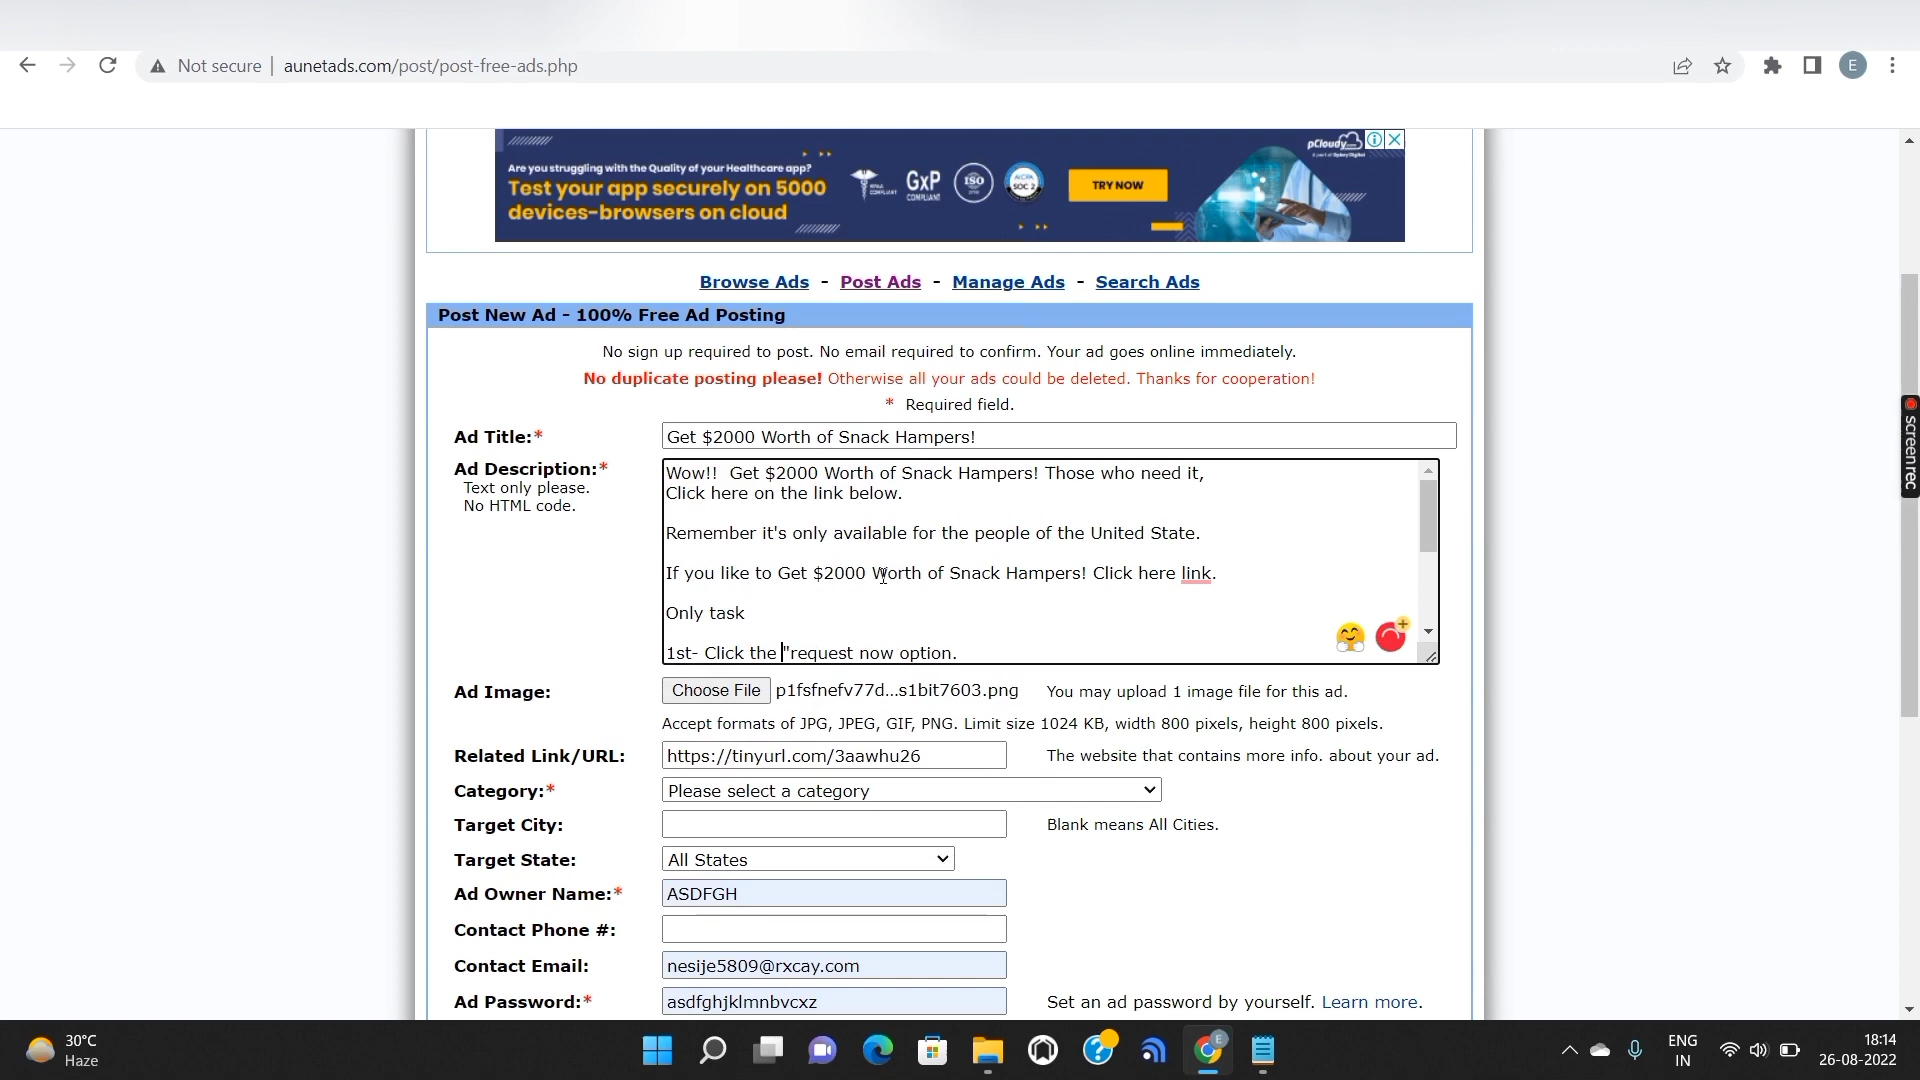 Not secure | aunetads.com/post/post-free-ads.php
E
Are you struggling with the Quality of your Healthcare app?
Test your app securely on 5000
devices-browsers on cloud
GxP
COMPLIANT
ISO
SOC 2
TRY NOW
pCloudy
Browse Ads - Post Ads - Manage Ads - Search Ads
Post New Ad - 100% Free Ad Posting
No sign up required to post. No email required to confirm. Your ad goes online immediately.
No duplicate posting please! Otherwise all your ads could be deleted. Thanks for cooperation!
* Required field.
Ad Title:* Get $2000 Worth of Snack Hampers!
Ad Description:*
Text only please.
No HTML code.
Wow!!  Get $2000 Worth of Snack Hampers! Those who need it,
Click here on the link below.
Remember it's only available for the people of the United State.
If you like to Get $2000 Worth of Snack Hampers! Click here link.
Only task
1st- Click the "request now option.
Ad Image: Choose File p1fsfnefv77d...s1bit7603.png You may upload 1 image file for this ad.
Accept formats of JPG, JPEG, GIF, PNG. Limit size 1024 KB, width 800 pixels, height 800 pixels.
Related Link/URL: https://tinyurl.com/3aawhu26 The website that contains more info. about your ad.
Category:* Please select a category
Target City: Blank means All Cities.
Target State: All States
Ad Owner Name:* ASDFGH
Contact Phone #:
Contact Email: nesije5809@rxcay.com
Ad Password:* asdfghjklmnbvcxz Set an ad password by yourself. Learn more.
screenrec
30°C
Haze
E
ENG
IN
18:14
26-08-2022